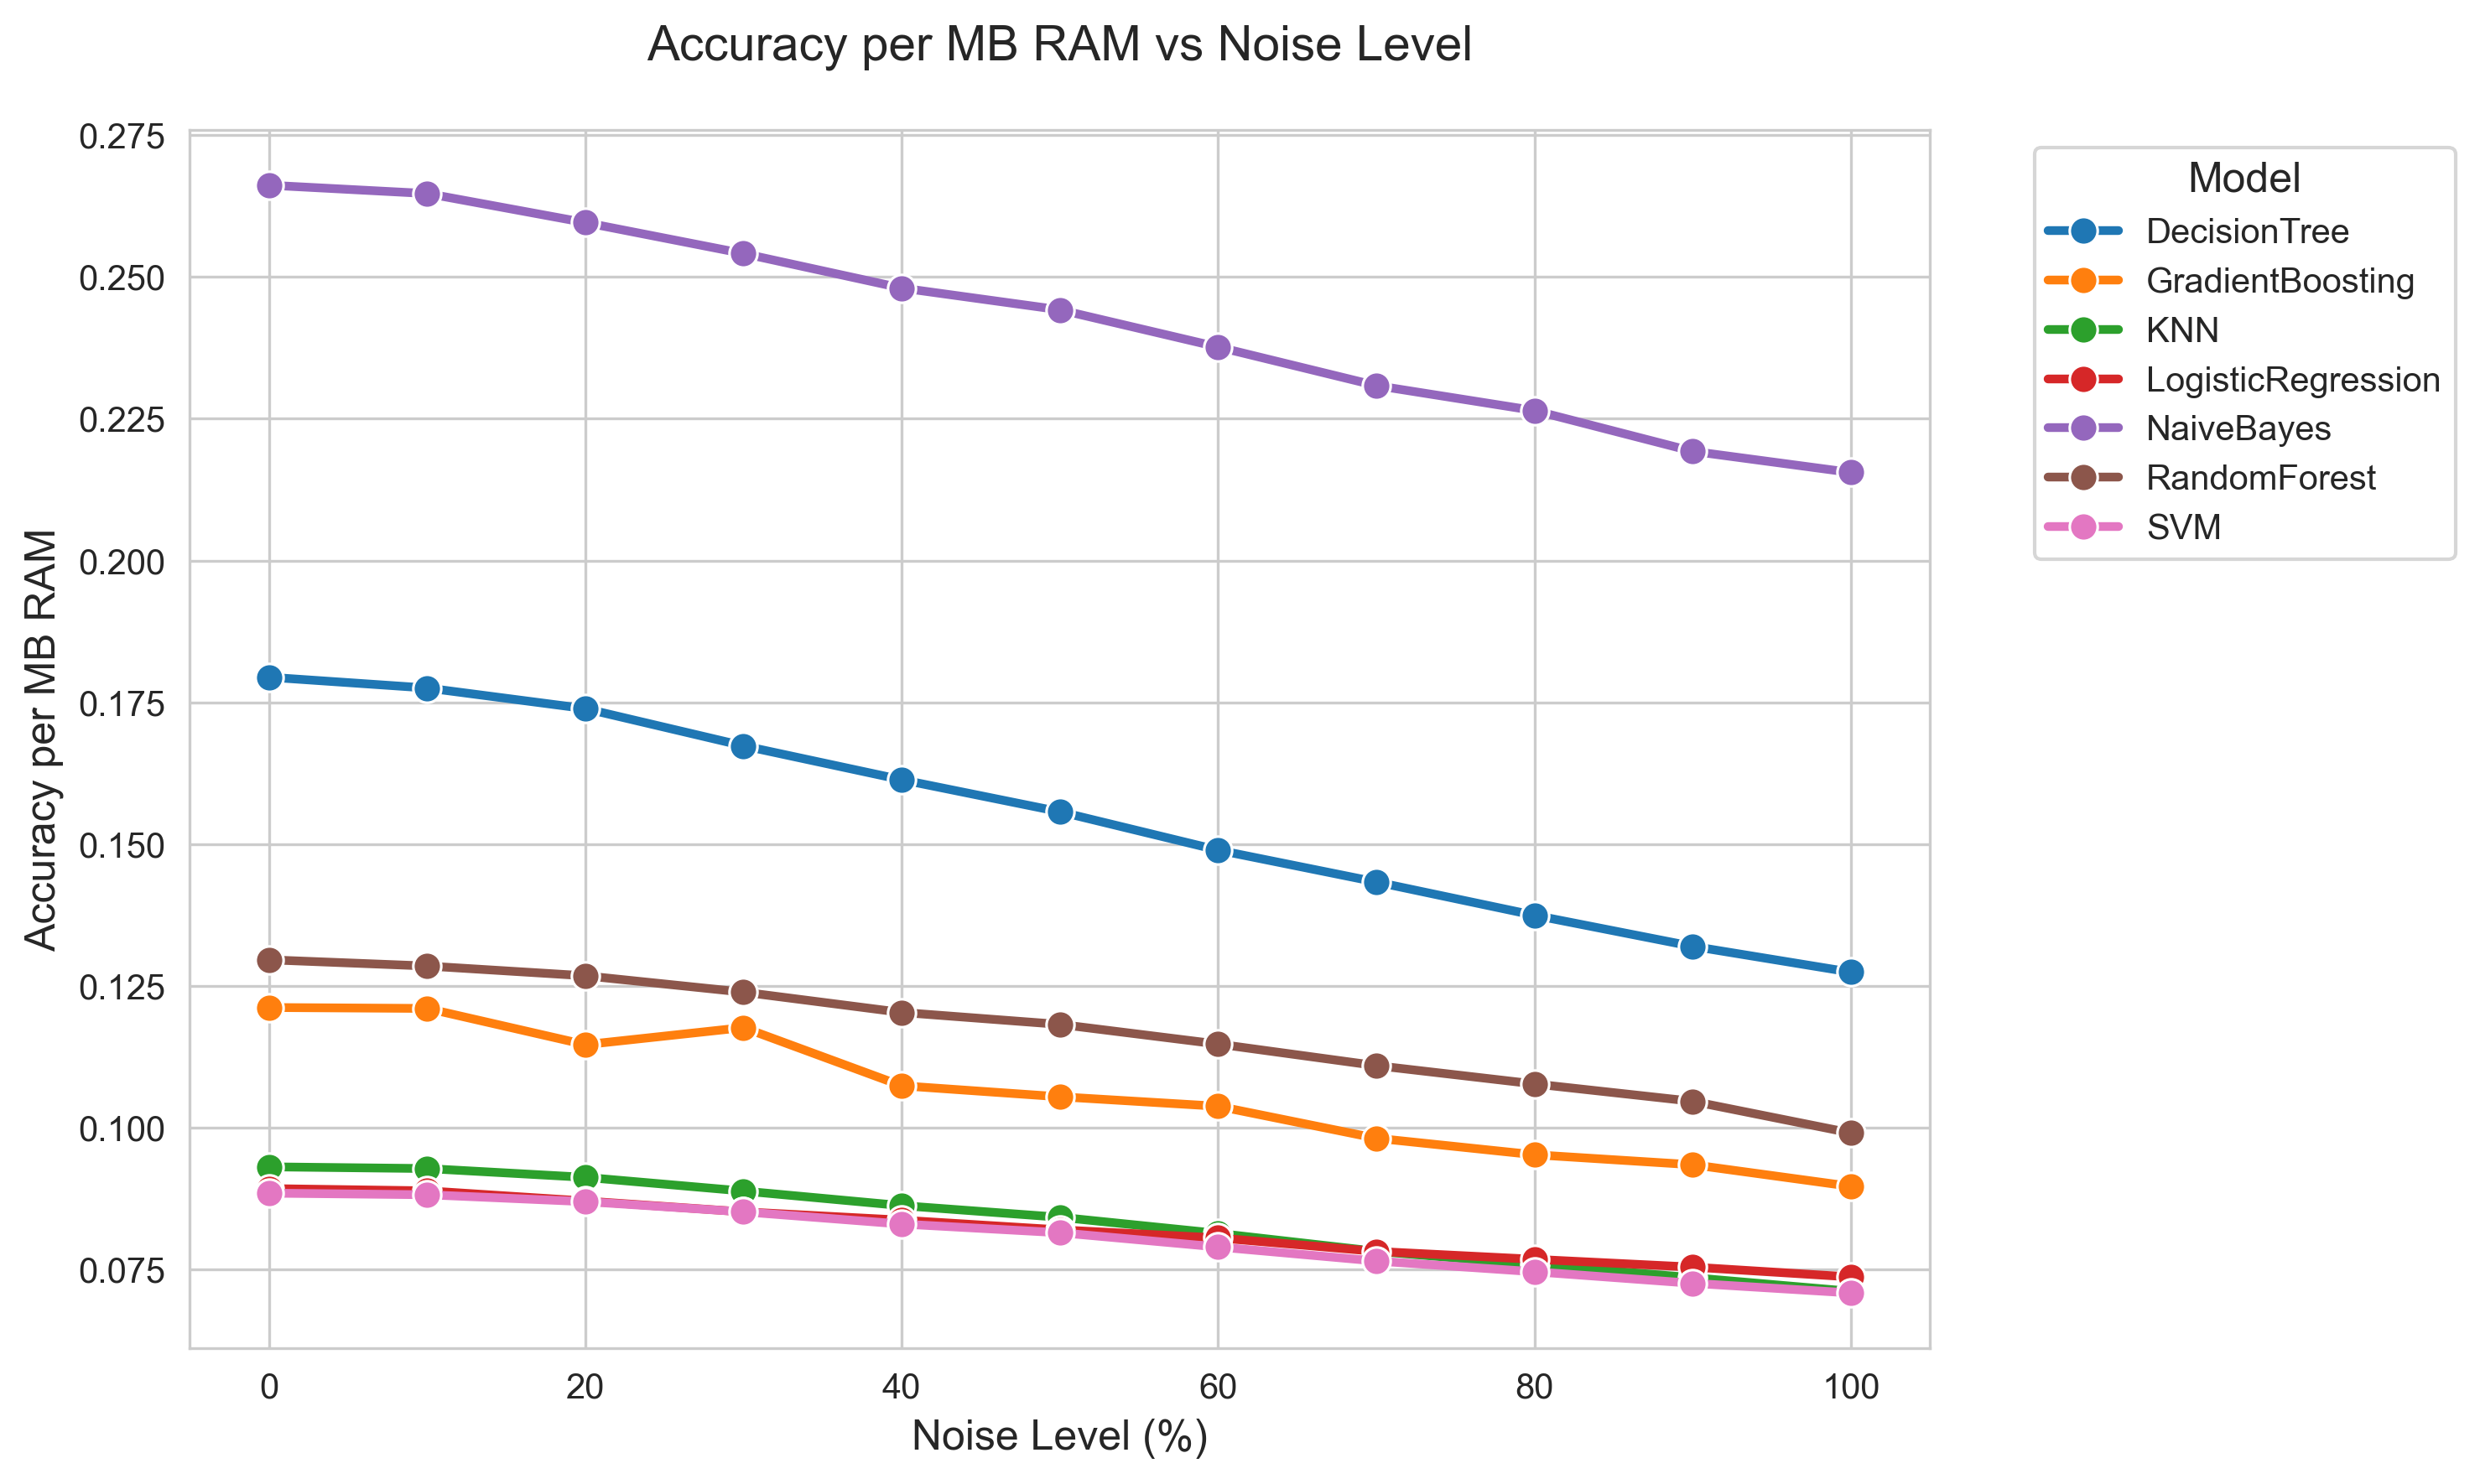 Accuracy per MB RAM vs Noise Level
0.275
0.250
0.225
0.200
0.175
0.150
0.125
0.100
0.075
Accuracy per MB RAM
0
20
40
60
80
100
Noise Level (%)
Model
DecisionTree
GradientBoosting
KNN
LogisticRegression
NaiveBayes
RandomForest
SVM